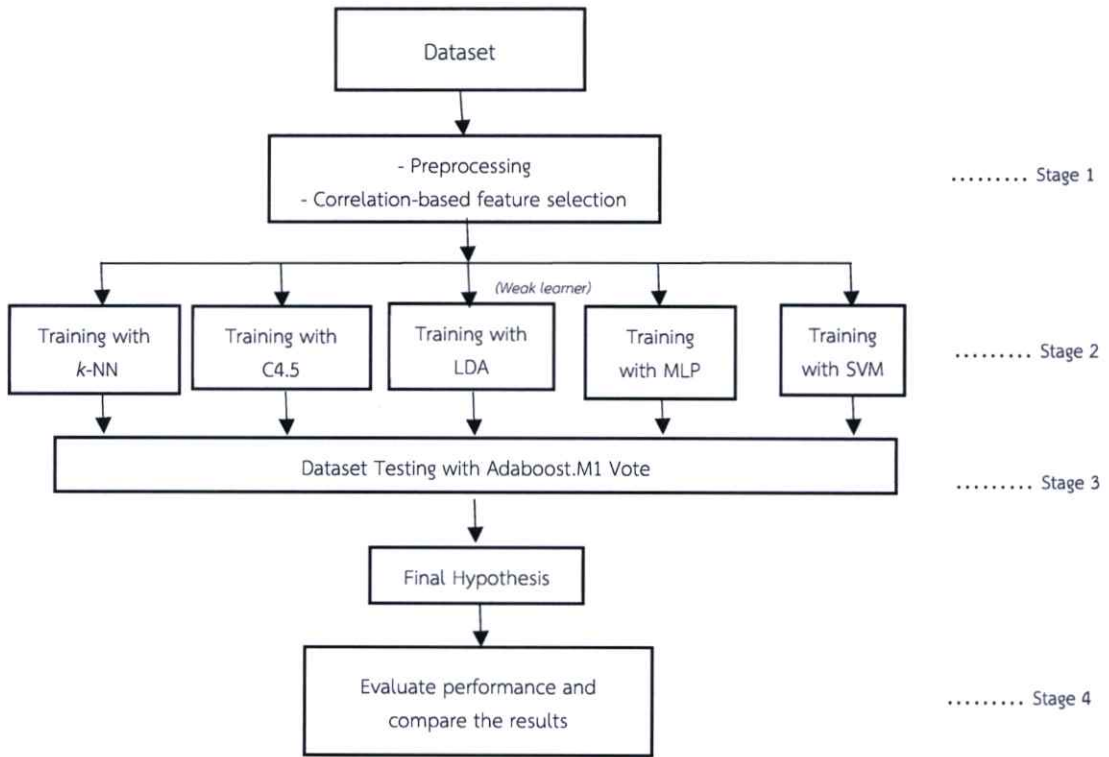 Dataset
- Preprocessing
- Correlation-based feature selection
......... Stage 1
(Weak learner)
Training with
k-NN
Training with
C4.5
Training with
LDA
Training
with MLP
Training
with SVM
......... Stage 2
Dataset Testing with Adaboost.M1 Vote
......... Stage 3
Final Hypothesis
Evaluate performance and
compare the results
......... Stage 4